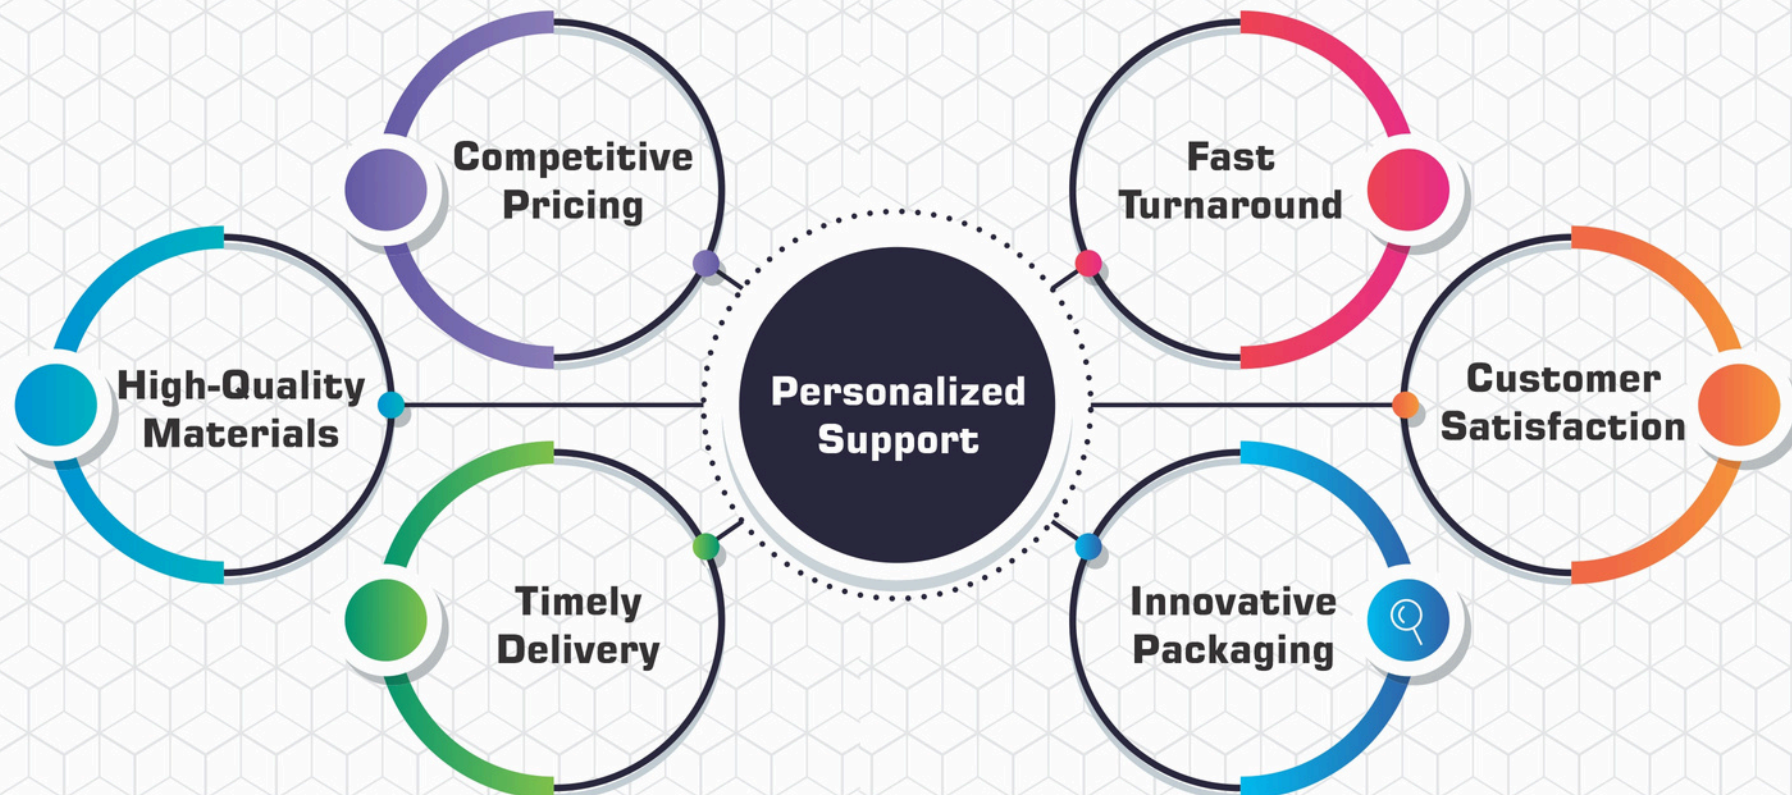 Competitive
Pricing
Fast
Turnaround
High-Quality
Materials
Personalized
Support
Customer
Satisfaction
Timely
Delivery
Innovative
Packaging